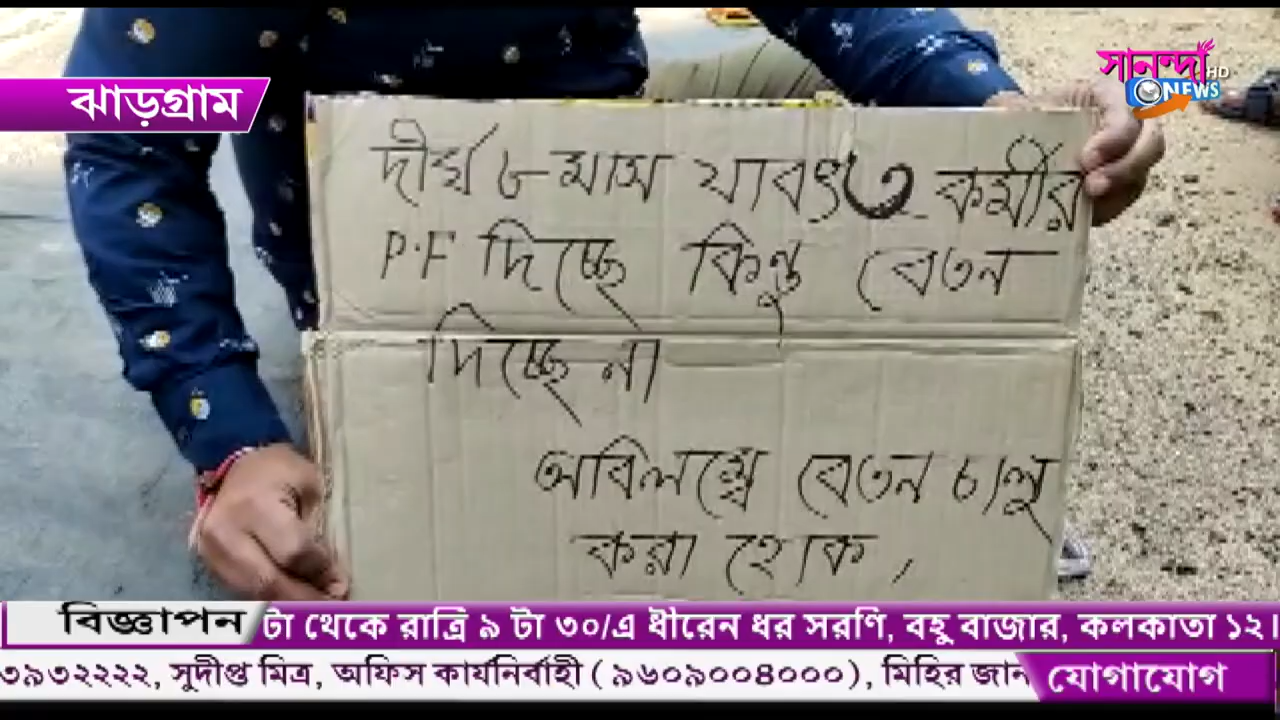 সানন্দা HD
NEWS
ঝাড়গ্রাম
দীর্ঘ ৬ মাস যাবৎ ৩ কর্মীর
P.F দিচ্ছে কিন্তু বেতন
দিচ্ছে না
অবিলম্বে বেতন চালু
করা হোক,
বিজ্ঞাপন টা থেকে রাত্রি ৯ টা ৩০/এ ধীরেন ধর সরণি, বহু বাজার, কলকাতা ১২।
৩৯৩২২২২, সুদীপ্ত মিত্র, অফিস কার্যনির্বাহী ( ৯৬০৯০০৪০০০ ), মিহির জান যোগাযোগ